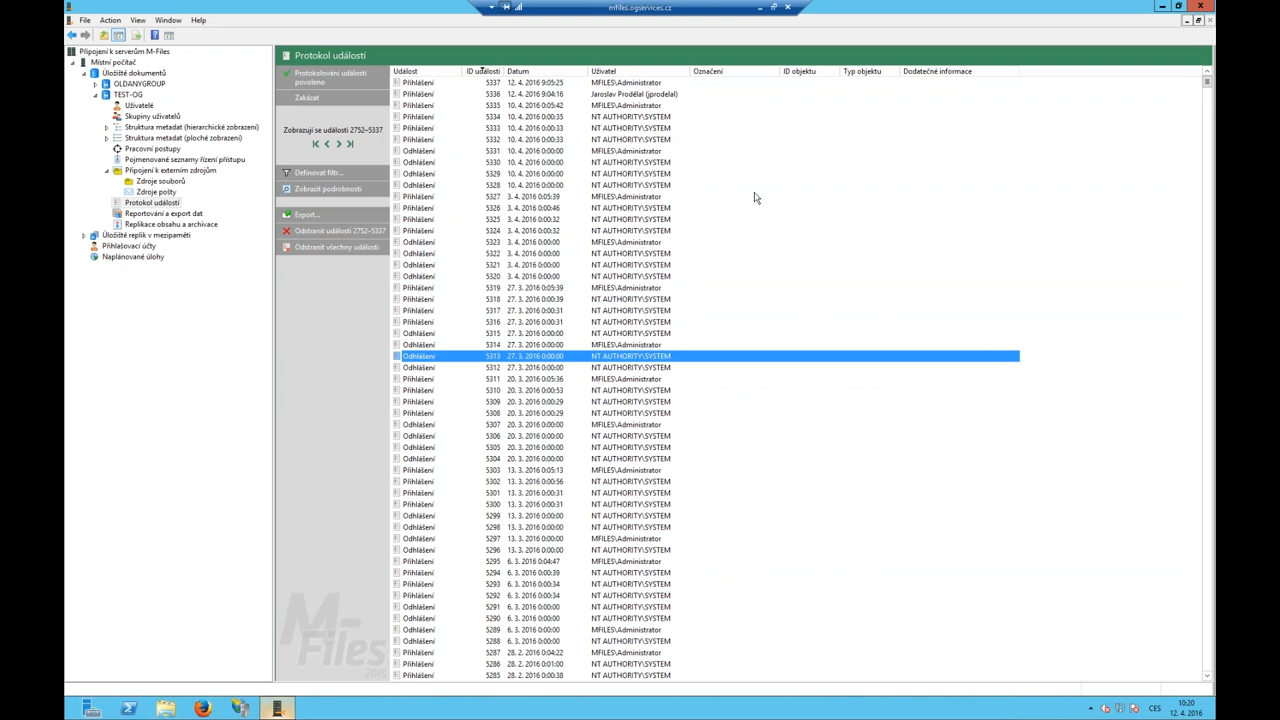 mfiles.ogservices.cz
File Action View Window Help
Připojení k serverům M-Files
Místní počítač
Úložiště dokumentů
OLDANYGROUP
TEST-OG
Uživatelé
Skupiny uživatelů
Struktura metadat (hierarchické zobrazení)
Struktura metadat (ploché zobrazení)
Pracovní postupy
Pojmenované seznamy řízení přístupu
Připojení k externím zdrojům
Zdroje souborů
Zdroje pošty
Protokol událostí
Reportování a export dat
Replikace obsahu a archivace
Úložiště replik v mezipaměti
Přihlašovací účty
Naplánované úlohy
Protokol událostí
Protokolování událostí povoleno
Zakázat
Zobrazují se události 2752–5337
Definovat filtr...
Zobrazit podrobnosti
Export...
Odstranit události 2752–5337
Odstranit všechny události
M-Files
2016
Událost ID události Datum Uživatel Označení ID objektu Typ objektu Dodatečné informace
Přihlášení 5337 12. 4. 2016 9:05:25 MFILES\Administrator
Přihlášení 5336 12. 4. 2016 9:04:16 Jaroslav Prodělal (jprodelal)
Přihlášení 5335 10. 4. 2016 0:05:42 MFILES\Administrator
Přihlášení 5334 10. 4. 2016 0:00:35 NT AUTHORITY\SYSTEM
Přihlášení 5333 10. 4. 2016 0:00:33 NT AUTHORITY\SYSTEM
Přihlášení 5332 10. 4. 2016 0:00:33 NT AUTHORITY\SYSTEM
Odhlášení 5331 10. 4. 2016 0:00:00 MFILES\Administrator
Odhlášení 5330 10. 4. 2016 0:00:00 NT AUTHORITY\SYSTEM
Odhlášení 5329 10. 4. 2016 0:00:00 NT AUTHORITY\SYSTEM
Odhlášení 5328 10. 4. 2016 0:00:00 NT AUTHORITY\SYSTEM
Přihlášení 5327 3. 4. 2016 0:05:39 MFILES\Administrator
Přihlášení 5326 3. 4. 2016 0:00:46 NT AUTHORITY\SYSTEM
Přihlášení 5325 3. 4. 2016 0:00:32 NT AUTHORITY\SYSTEM
Přihlášení 5324 3. 4. 2016 0:00:32 NT AUTHORITY\SYSTEM
Odhlášení 5323 3. 4. 2016 0:00:00 MFILES\Administrator
Odhlášení 5322 3. 4. 2016 0:00:00 NT AUTHORITY\SYSTEM
Odhlášení 5321 3. 4. 2016 0:00:00 NT AUTHORITY\SYSTEM
Odhlášení 5320 3. 4. 2016 0:00:00 NT AUTHORITY\SYSTEM
Přihlášení 5319 27. 3. 2016 0:05:39 MFILES\Administrator
Přihlášení 5318 27. 3. 2016 0:00:39 NT AUTHORITY\SYSTEM
Přihlášení 5317 27. 3. 2016 0:00:31 NT AUTHORITY\SYSTEM
Přihlášení 5316 27. 3. 2016 0:00:31 NT AUTHORITY\SYSTEM
Odhlášení 5315 27. 3. 2016 0:00:00 NT AUTHORITY\SYSTEM
Odhlášení 5314 27. 3. 2016 0:00:00 MFILES\Administrator
Odhlášení 5313 27. 3. 2016 0:00:00 NT AUTHORITY\SYSTEM
Odhlášení 5312 27. 3. 2016 0:00:00 NT AUTHORITY\SYSTEM
Přihlášení 5311 20. 3. 2016 0:05:36 MFILES\Administrator
Přihlášení 5310 20. 3. 2016 0:00:53 NT AUTHORITY\SYSTEM
Přihlášení 5309 20. 3. 2016 0:00:29 NT AUTHORITY\SYSTEM
Přihlášení 5308 20. 3. 2016 0:00:29 NT AUTHORITY\SYSTEM
Odhlášení 5307 20. 3. 2016 0:00:00 MFILES\Administrator
Odhlášení 5306 20. 3. 2016 0:00:00 NT AUTHORITY\SYSTEM
Odhlášení 5305 20. 3. 2016 0:00:00 NT AUTHORITY\SYSTEM
Odhlášení 5304 20. 3. 2016 0:00:00 NT AUTHORITY\SYSTEM
Přihlášení 5303 13. 3. 2016 0:05:13 MFILES\Administrator
Přihlášení 5302 13. 3. 2016 0:00:56 NT AUTHORITY\SYSTEM
Přihlášení 5301 13. 3. 2016 0:00:31 NT AUTHORITY\SYSTEM
Přihlášení 5300 13. 3. 2016 0:00:31 NT AUTHORITY\SYSTEM
Odhlášení 5299 13. 3. 2016 0:00:00 NT AUTHORITY\SYSTEM
Odhlášení 5298 13. 3. 2016 0:00:00 NT AUTHORITY\SYSTEM
Odhlášení 5297 13. 3. 2016 0:00:00 MFILES\Administrator
Odhlášení 5296 13. 3. 2016 0:00:00 NT AUTHORITY\SYSTEM
Přihlášení 5295 6. 3. 2016 0:04:47 MFILES\Administrator
Přihlášení 5294 6. 3. 2016 0:00:39 NT AUTHORITY\SYSTEM
Přihlášení 5293 6. 3. 2016 0:00:34 NT AUTHORITY\SYSTEM
Přihlášení 5292 6. 3. 2016 0:00:34 NT AUTHORITY\SYSTEM
Odhlášení 5291 6. 3. 2016 0:00:00 NT AUTHORITY\SYSTEM
Odhlášení 5290 6. 3. 2016 0:00:00 NT AUTHORITY\SYSTEM
Odhlášení 5289 6. 3. 2016 0:00:00 MFILES\Administrator
Odhlášení 5288 6. 3. 2016 0:00:00 NT AUTHORITY\SYSTEM
Přihlášení 5287 28. 2. 2016 0:04:22 MFILES\Administrator
Přihlášení 5286 28. 2. 2016 0:01:00 NT AUTHORITY\SYSTEM
Přihlášení 5285 28. 2. 2016 0:00:38 NT AUTHORITY\SYSTEM
CES
10:20
12. 4. 2016